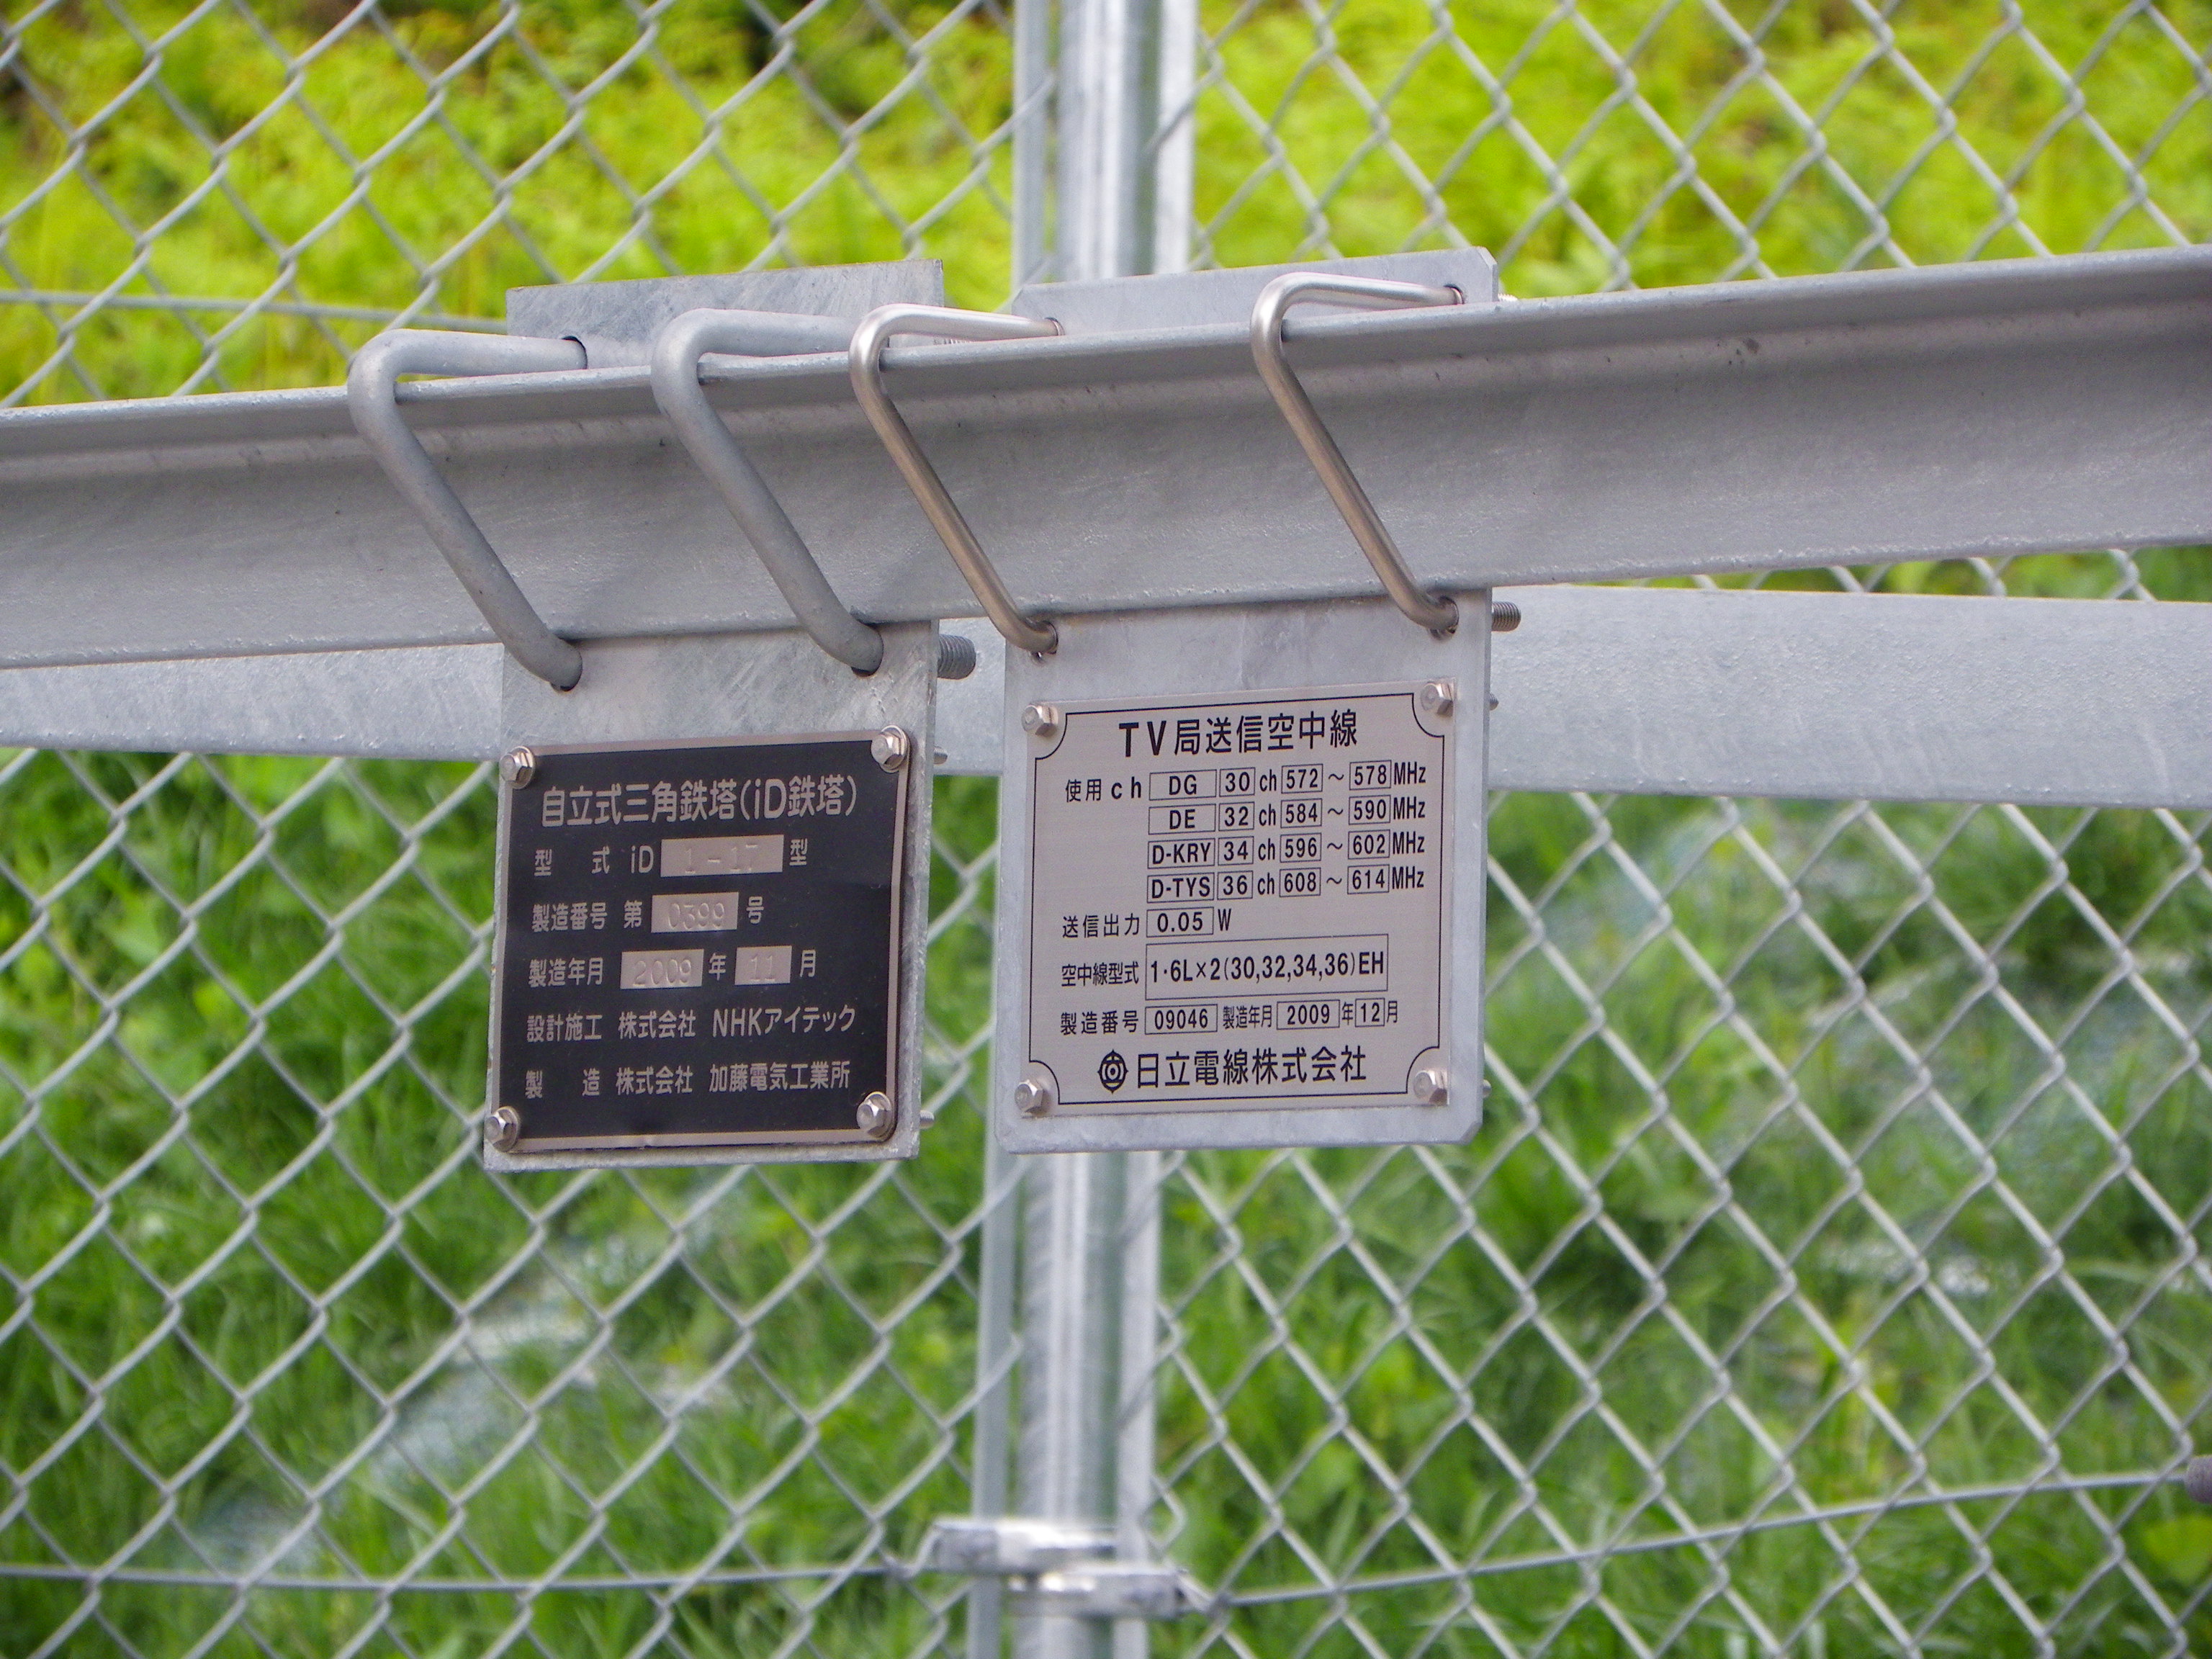 自立式三角鉄塔(iD鉄塔)
型 式 iD 1-17 型
製造番号 第 0399 号
製造年月 2009 年 11 月
設計施工 株式会社 NHKアイテック
製 造 株式会社 加藤電気工業所
TV局送信空中線
使用ch DG 30 ch 572 ~ 578 MHz
DE 32 ch 584 ~ 590 MHz
D-KRY 34 ch 596 ~ 602 MHz
D-TYS 36 ch 608 ~ 614 MHz
送信出力 0.05 W
空中線型式 1・6L×2(30,32,34,36)EH
製造番号 09046 製造年月 2009 年 12 月
日立電線株式会社